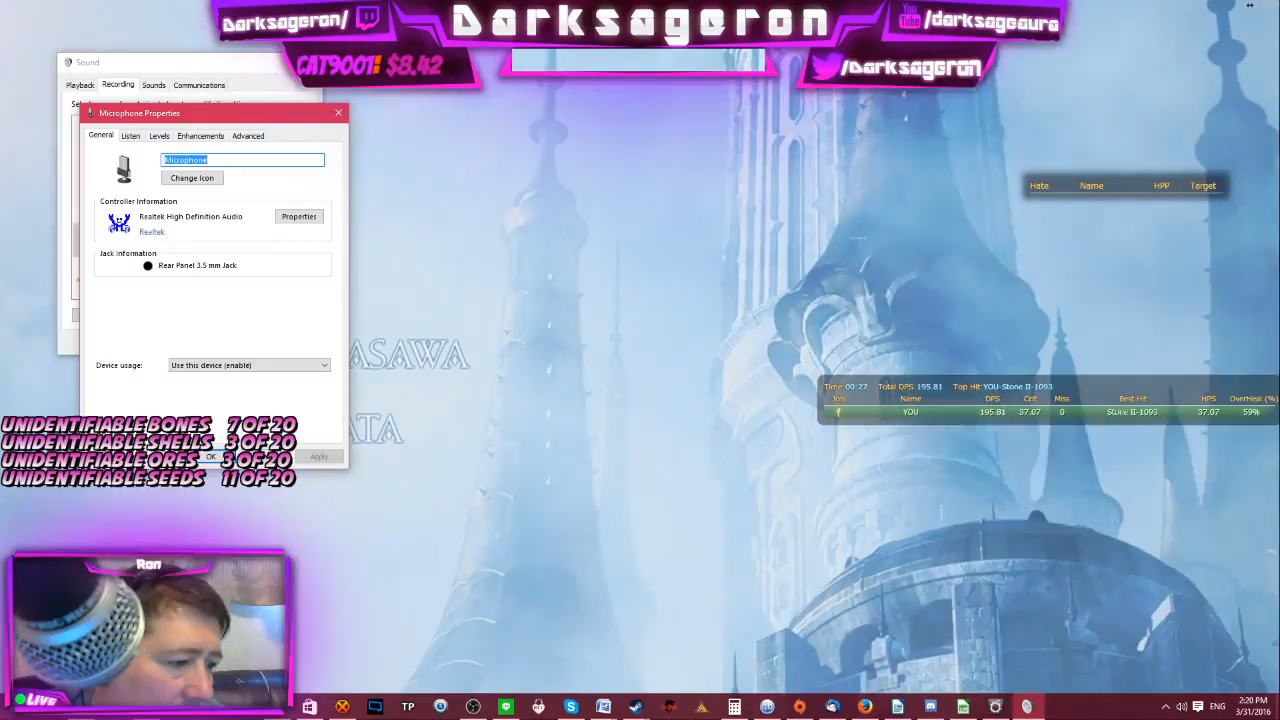 Darksageron/
Darksageron
You Tube /darksageaura
CAT9001! $8.42
/Darksageron
Sound
Playback Recording Sounds Communications
Microphone Properties
General Listen Levels Enhancements Advanced
Microphone
Change Icon
Controller Information
Realtek High Definition Audio
Properties
Realtek
Jack Information
Rear Panel 3.5 mm Jack
Device usage:
Use this device (enable)
OK
Apply
Hate Name HPP Target
ASAWA
ATA
Time:00:27 Total DPS: 195.81 Top Hit:YOU-Stone II-1093
Job Name DPS Crit: Miss Best Hit HPS OverHeal (%)
YOU 195.81 37.07 0 Stone II-1093 37.07 59%
UNIDENTIFIABLE BONES 7 OF 20
UNIDENTIFIABLE SHELLS 3 OF 20
UNIDENTIFIABLE ORES 3 OF 20
UNIDENTIFIABLE SEEDS 11 OF 20
Ron
LIVE
TP
ENG
2:20 PM
3/31/2016